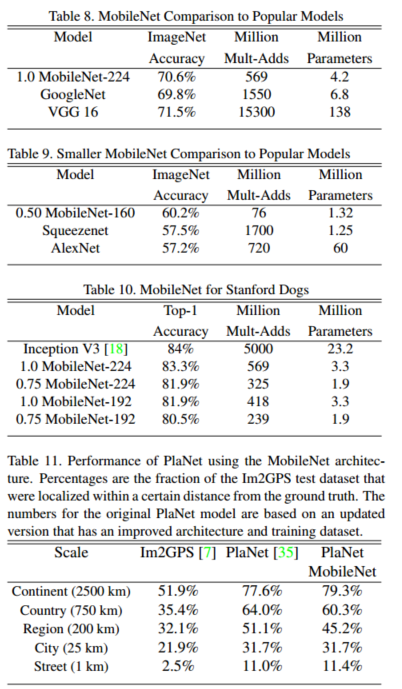 Table 8. MobileNet Comparison to Popular Models
Model ImageNet Million Million
Accuracy Mult-Adds Parameters
1.0 MobileNet-224 70.6% 569 4.2
GoogleNet 69.8% 1550 6.8
VGG 16 71.5% 15300 138
Table 9. Smaller MobileNet Comparison to Popular Models
Model ImageNet Million Million
Accuracy Mult-Adds Parameters
0.50 MobileNet-160 60.2% 76 1.32
Squeezenet 57.5% 1700 1.25
AlexNet 57.2% 720 60
Table 10. MobileNet for Stanford Dogs
Model Top-1 Million Million
Accuracy Mult-Adds Parameters
Inception V3 [18] 84% 5000 23.2
1.0 MobileNet-224 83.3% 569 3.3
0.75 MobileNet-224 81.9% 325 1.9
1.0 MobileNet-192 81.9% 418 3.3
0.75 MobileNet-192 80.5% 239 1.9
Table 11. Performance of PlaNet using the MobileNet architec-
ture. Percentages are the fraction of the Im2GPS test dataset that
were localized within a certain distance from the ground truth. The
numbers for the original PlaNet model are based on an updated
version that has an improved architecture and training dataset.
Scale Im2GPS [7] PlaNet [35] PlaNet
MobileNet
Continent (2500 km) 51.9% 77.6% 79.3%
Country (750 km) 35.4% 64.0% 60.3%
Region (200 km) 32.1% 51.1% 45.2%
City (25 km) 21.9% 31.7% 31.7%
Street (1 km) 2.5% 11.0% 11.4%